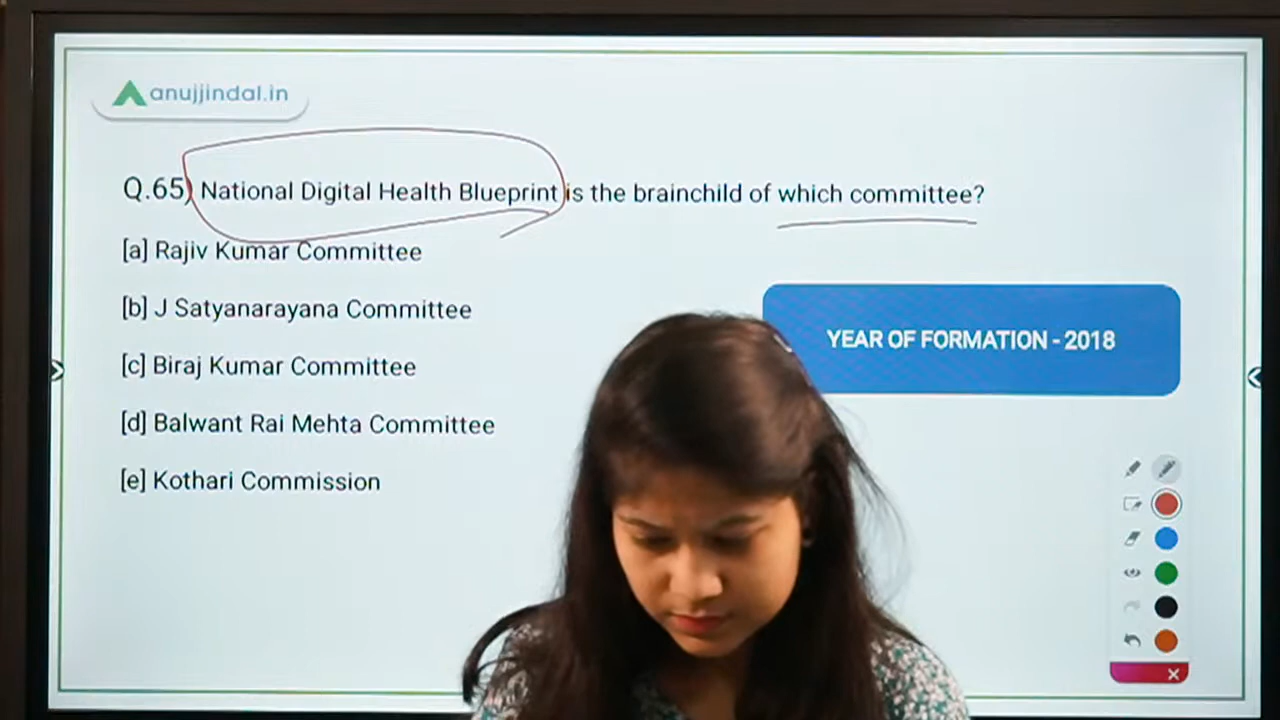 anujjindal.in
Q.65) National Digital Health Blueprint is the brainchild of which committee?
[a] Rajiv Kumar Committee
[b] J Satyanarayana Committee
YEAR OF FORMATION - 2018
[c] Biraj Kumar Committee
[d] Balwant Rai Mehta Committee
[e] Kothari Commission